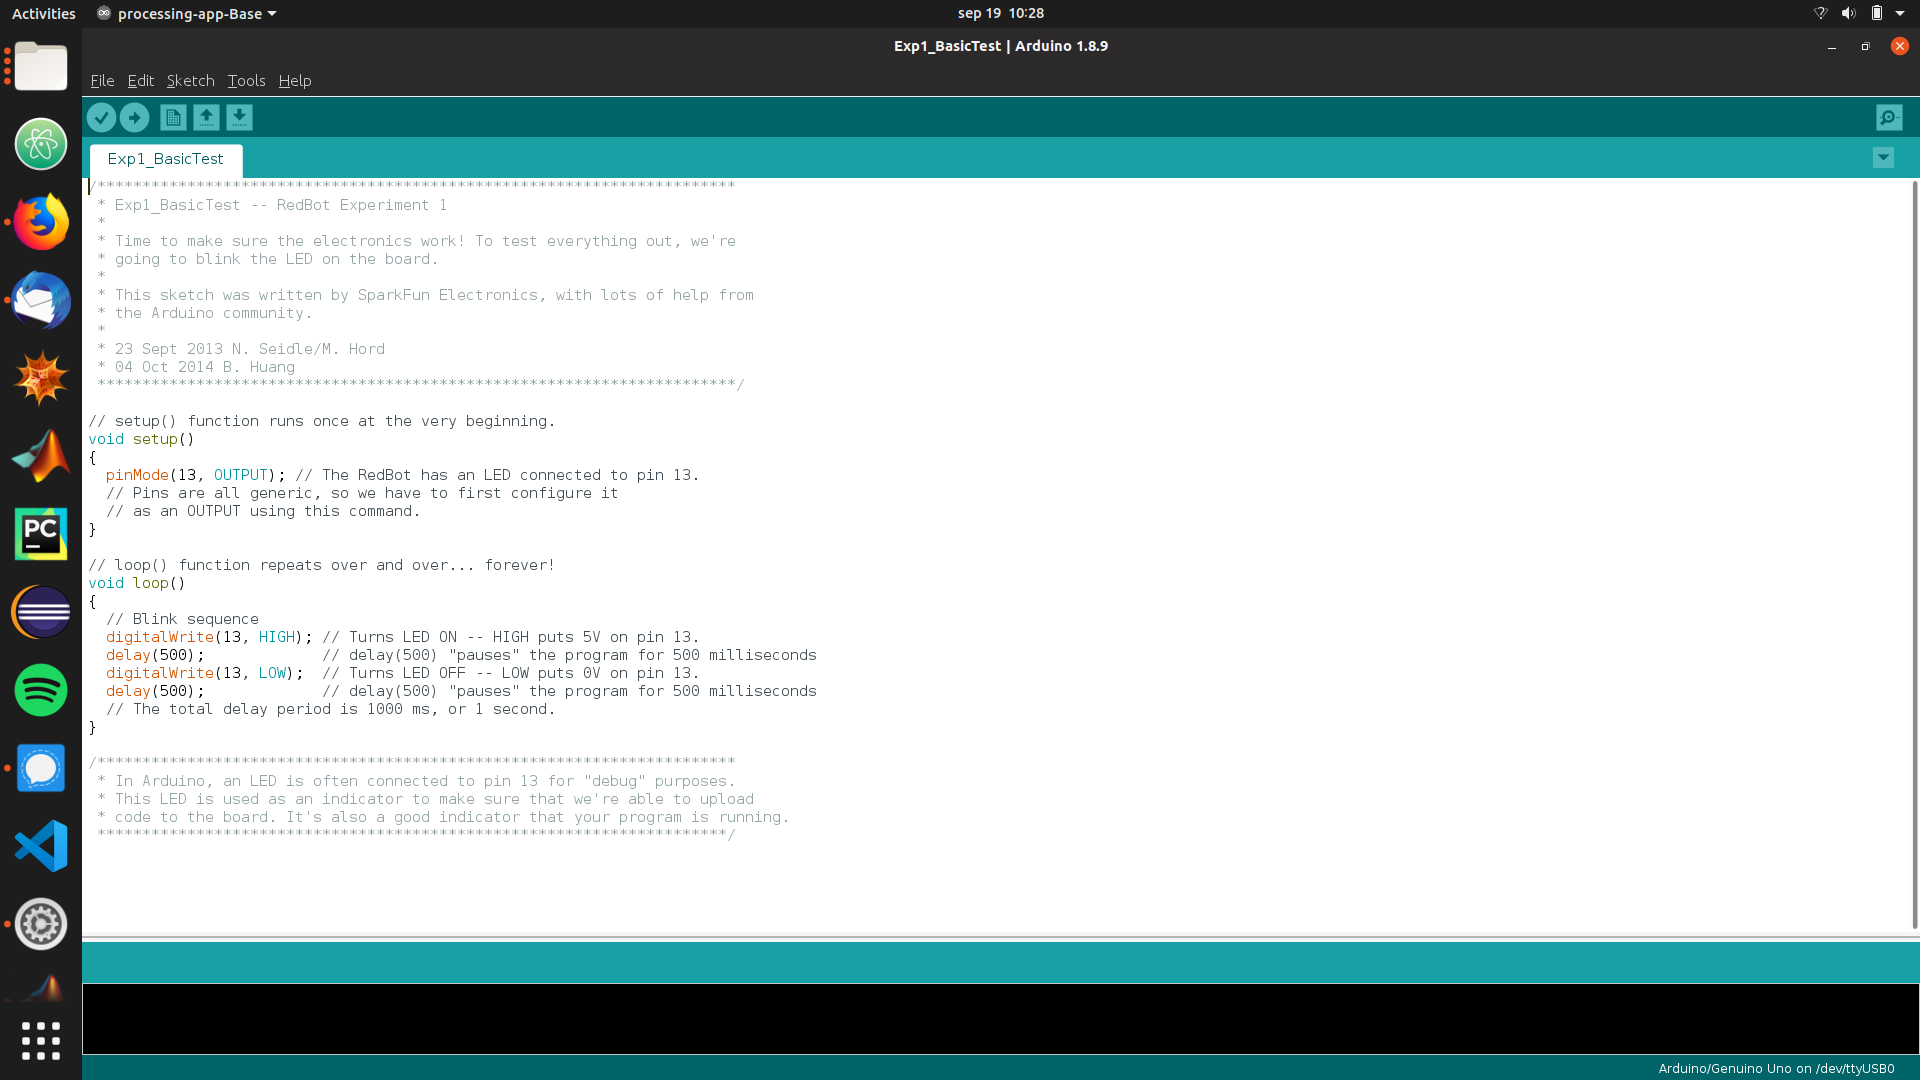 Activities processing-app-Base sep 19 10:28
Exp1_BasicTest | Arduino 1.8.9
File Edit Sketch Tools Help
Exp1_BasicTest
/***********************************************************************
 * Exp1_BasicTest -- RedBot Experiment 1
 *
 * Time to make sure the electronics work! To test everything out, we're
 * going to blink the LED on the board.
 *
 * This sketch was written by SparkFun Electronics, with lots of help from
 * the Arduino community.
 *
 * 23 Sept 2013 N. Seidle/M. Hord
 * 04 Oct 2014 B. Huang
 ***********************************************************************/
// setup() function runs once at the very beginning.
void setup()
{
  pinMode(13, OUTPUT); // The RedBot has an LED connected to pin 13.
  // Pins are all generic, so we have to first configure it
  // as an OUTPUT using this command.
}
// loop() function repeats over and over... forever!
void loop()
{
  // Blink sequence
  digitalWrite(13, HIGH); // Turns LED ON -- HIGH puts 5V on pin 13.
  delay(500);             // delay(500) "pauses" the program for 500 milliseconds
  digitalWrite(13, LOW);  // Turns LED OFF -- LOW puts 0V on pin 13.
  delay(500);             // delay(500) "pauses" the program for 500 milliseconds
  // The total delay period is 1000 ms, or 1 second.
}
/***********************************************************************
 * In Arduino, an LED is often connected to pin 13 for "debug" purposes.
 * This LED is used as an indicator to make sure that we're able to upload
 * code to the board. It's also a good indicator that your program is running.
 **********************************************************************/
PC
Arduino/Genuino Uno on /dev/ttyUSB0